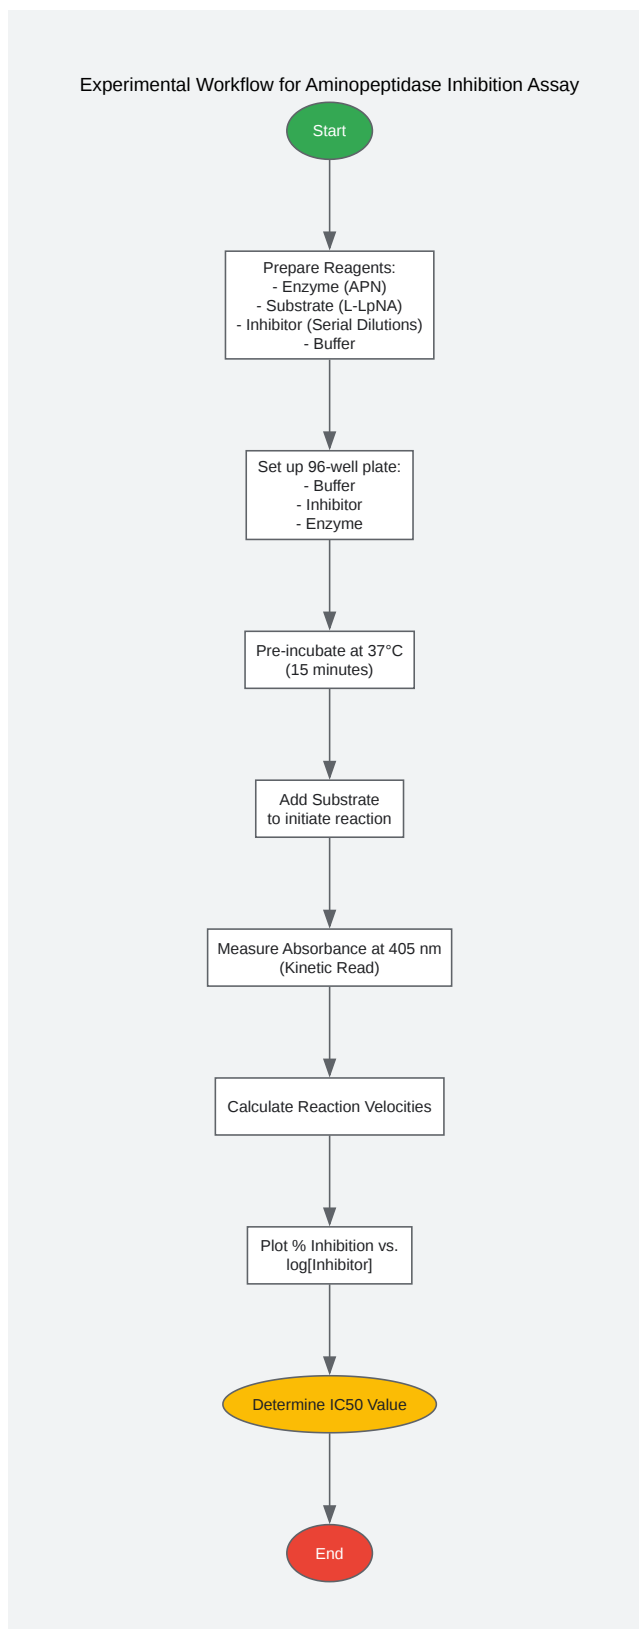 Experimental Workflow for Aminopeptidase Inhibition Assay
Start
Prepare Reagents:
- Enzyme (APN)
- Substrate (L-LpNA)
- Inhibitor (Serial Dilutions)
- Buffer
Set up 96-well plate:
- Buffer
- Inhibitor
- Enzyme
Pre-incubate at 37°C
(15 minutes)
Add Substrate
to initiate reaction
Measure Absorbance at 405 nm
(Kinetic Read)
Calculate Reaction Velocities
Plot % Inhibition vs.
log[Inhibitor]
Determine IC50 Value
End